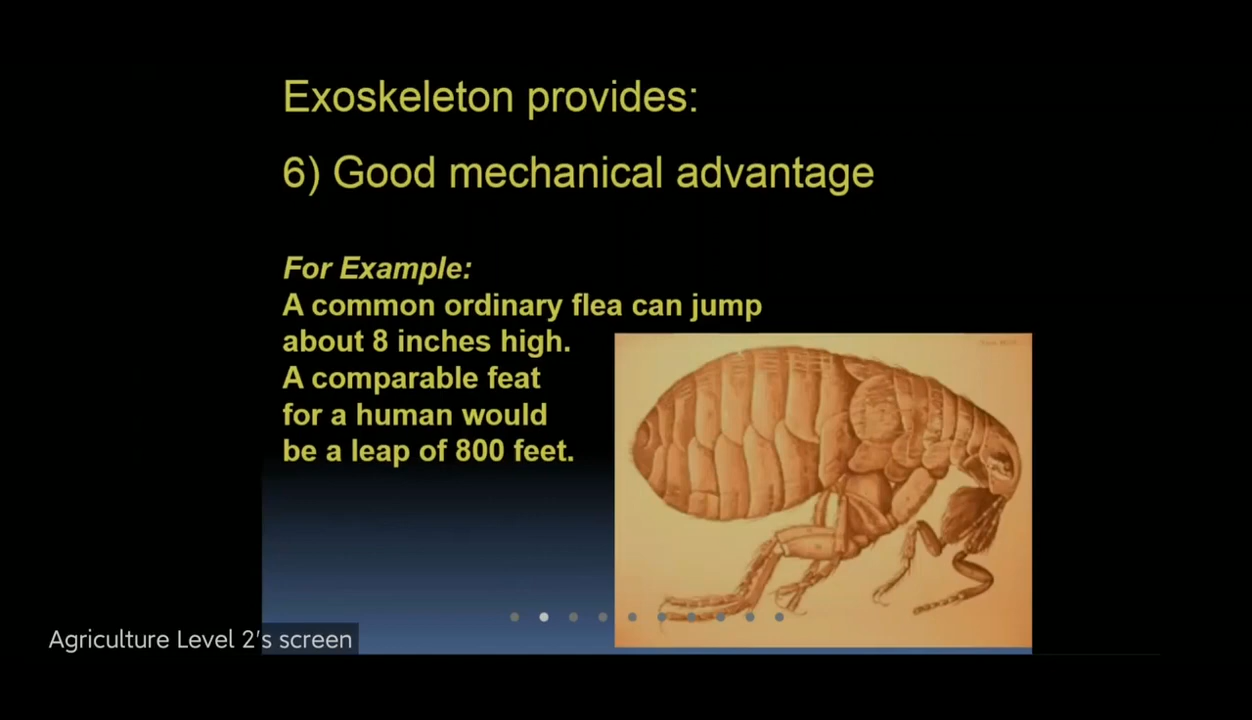 Exoskeleton provides:
6) Good mechanical advantage
For Example:
A common ordinary flea can jump
about 8 inches high.
A comparable feat
for a human would
be a leap of 800 feet.
Agriculture Level 2's screen